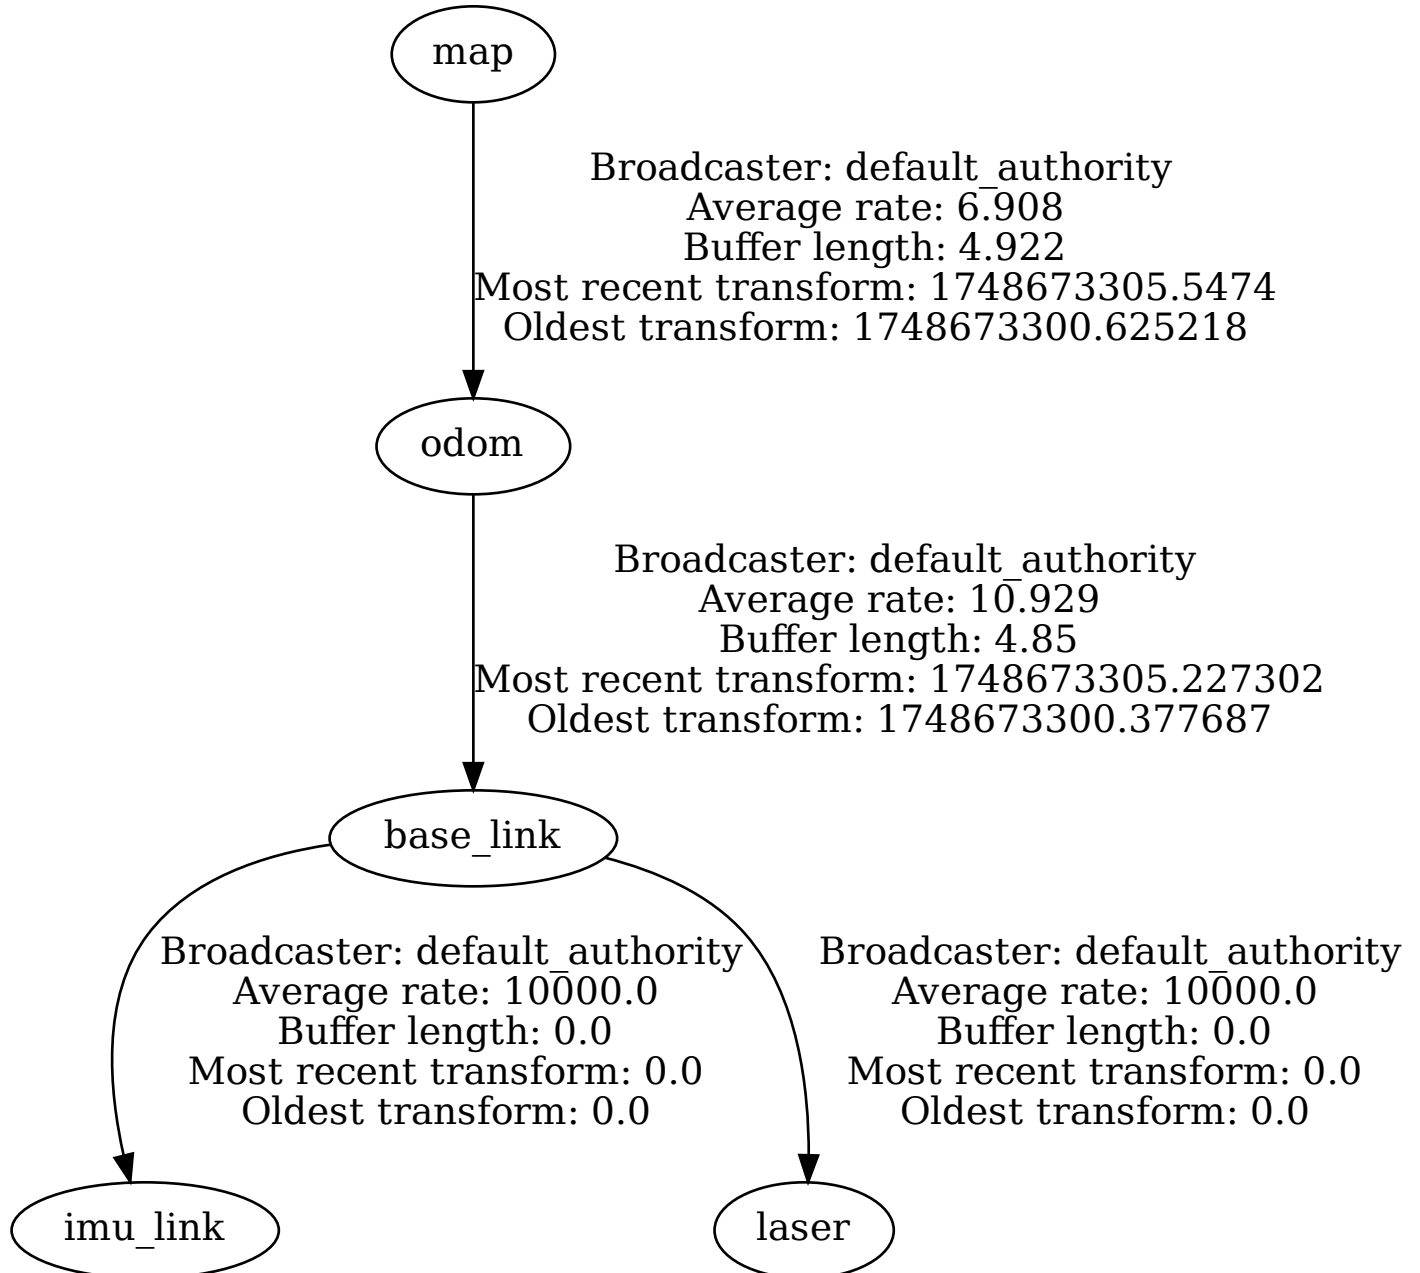 map
Broadcaster: default_authority
Average rate: 6.908
Buffer length: 4.922
Most recent transform: 1748673305.5474
Oldest transform: 1748673300.625218
odom
Broadcaster: default_authority
Average rate: 10.929
Buffer length: 4.85
Most recent transform: 1748673305.227302
Oldest transform: 1748673300.377687
base_link
Broadcaster: default_authority
Average rate: 10000.0
Buffer length: 0.0
Most recent transform: 0.0
Oldest transform: 0.0
Broadcaster: default_authority
Average rate: 10000.0
Buffer length: 0.0
Most recent transform: 0.0
Oldest transform: 0.0
imu_link
laser